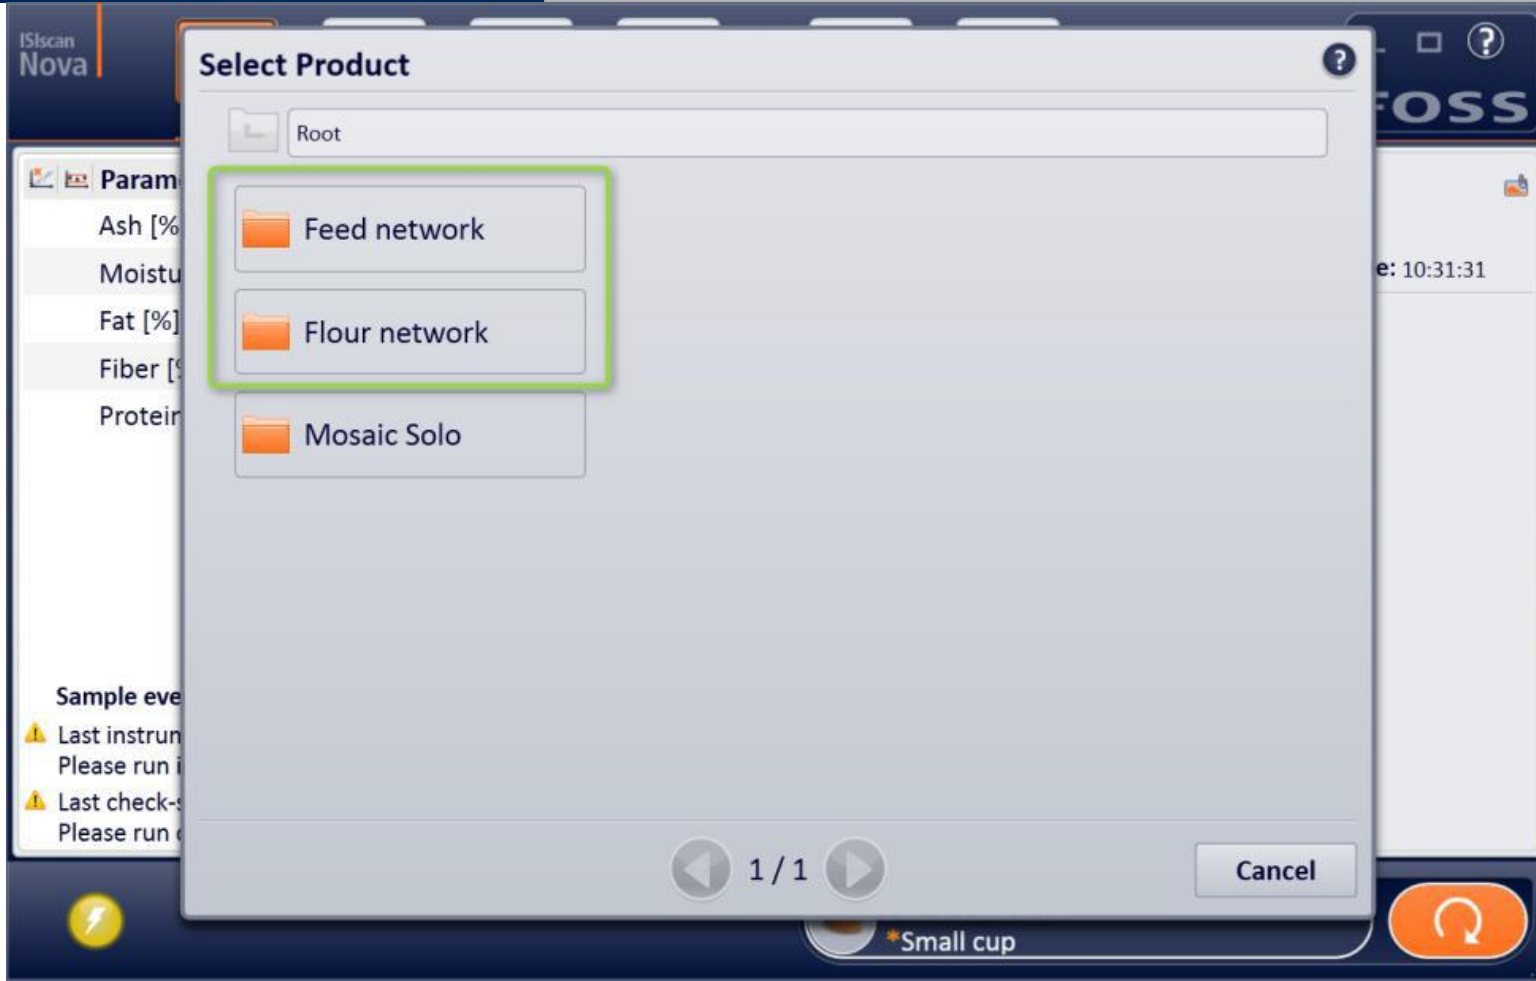 ISIscan
Nova
Select Product
?
?
FOSS
Root
Param
Ash [%
Feed network
Moistu
e: 10:31:31
Fat [%]
Flour network
Fiber [%
Protein
Mosaic Solo
Sample eve
Last instrum
Please run i
Last check-s
Please run
1 / 1
Cancel
*Small cup